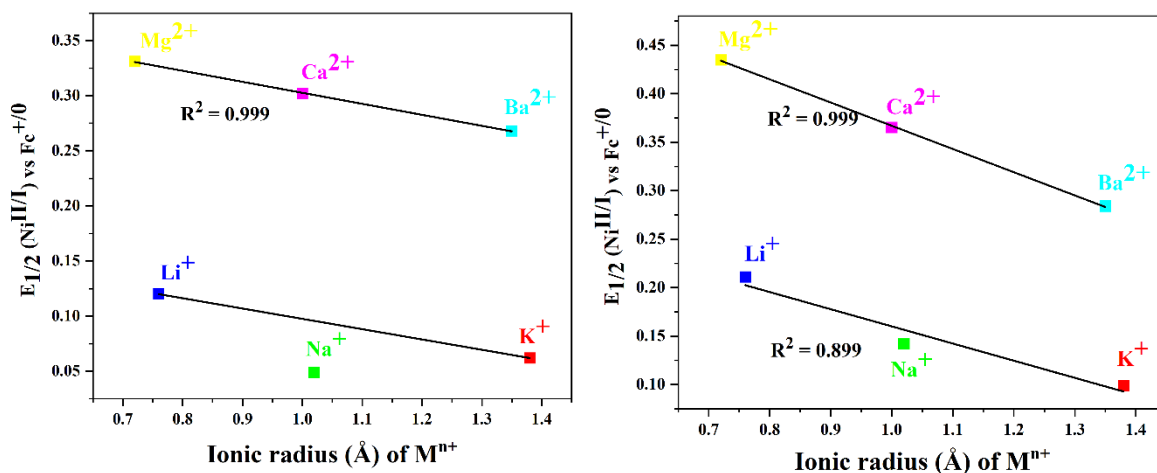 E1/2 (NiII/I) vs Fc+/0
0.35
0.30
0.25
0.20
0.15
0.10
0.05
Mg2+
Ca2+
Ba2+
R2 = 0.999
Li+
Na+
K+
0.7 0.8 0.9 1.0 1.1 1.2 1.3 1.4
Ionic radius (Å) of Mn+
E1/2 (NiII/I) vs Fc+/0
0.45
0.40
0.35
0.30
0.25
0.20
0.15
0.10
Mg2+
Ca2+
R2 = 0.999
Ba2+
Li+
R2 = 0.899
Na+
K+
0.7 0.8 0.9 1.0 1.1 1.2 1.3 1.4
Ionic radius (Å) of Mn+